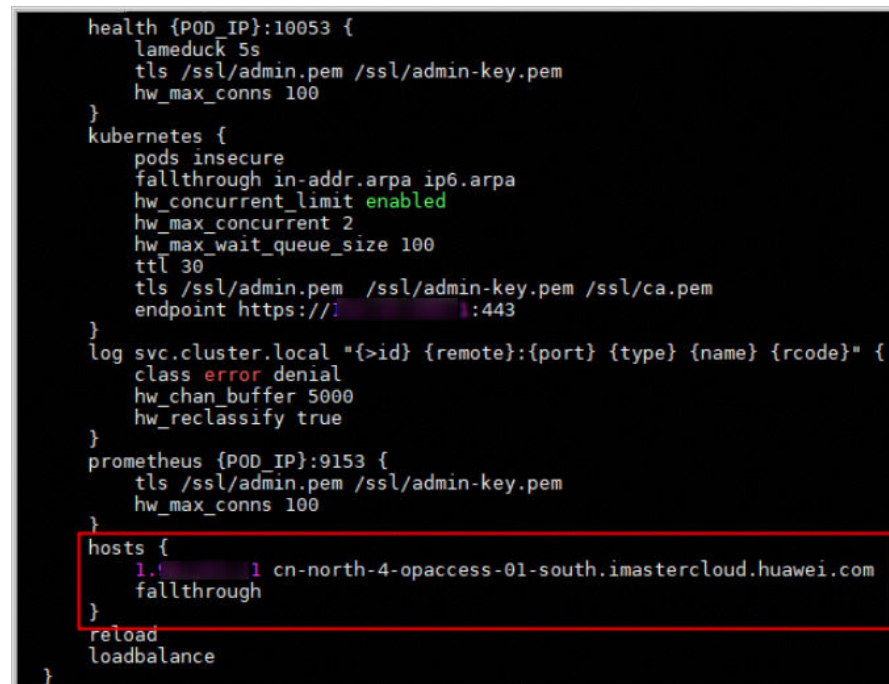 health {POD_IP}:10053 {
lameduck 5s
tls /ssl/admin.pem /ssl/admin-key.pem
hw_max_conns 100
}
kubernetes {
pods insecure
fallthrough in-addr.arpa ip6.arpa
hw_concurrent_limit enabled
hw_max_concurrent 2
hw_max_wait_queue_size 100
ttl 30
tls /ssl/admin.pem  /ssl/admin-key.pem /ssl/ca.pem
endpoint https://1 1:443
}
log svc.cluster.local "{>id} {remote}:{port} {type} {name} {rcode}" {
class error denial
hw_chan_buffer 5000
hw_reclassify true
}
prometheus {POD_IP}:9153 {
tls /ssl/admin.pem /ssl/admin-key.pem
hw_max_conns 100
}
hosts {
1. 1 cn-north-4-opaccess-01-south.imastercloud.huawei.com
fallthrough
}
reload
loadbalance
}